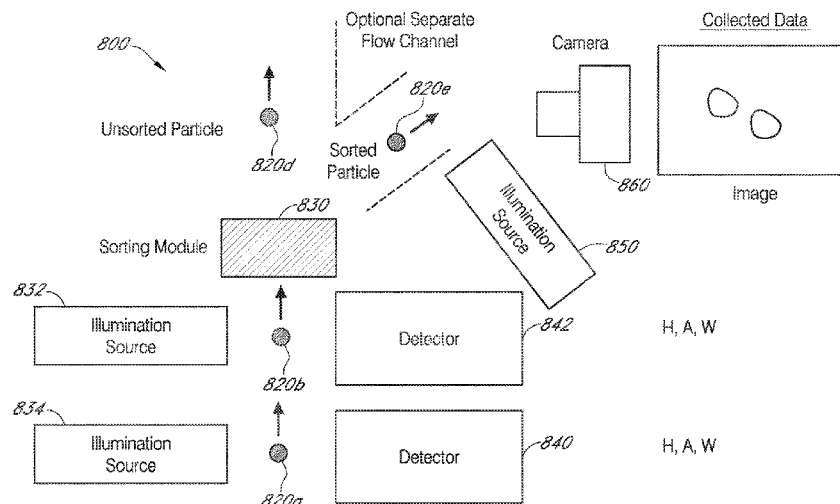 Optional Separate
Flow Channel
Collected Data
800
Camera
820e
Unsorted Particle
820d
Sorted
Particle
860
Image
830
Illumination
Source
850
Sorting Module
832
Illumination
Source
820b
Detector
842
H, A, W
834
Illumination
Source
820a
Detector
840
H, A, W